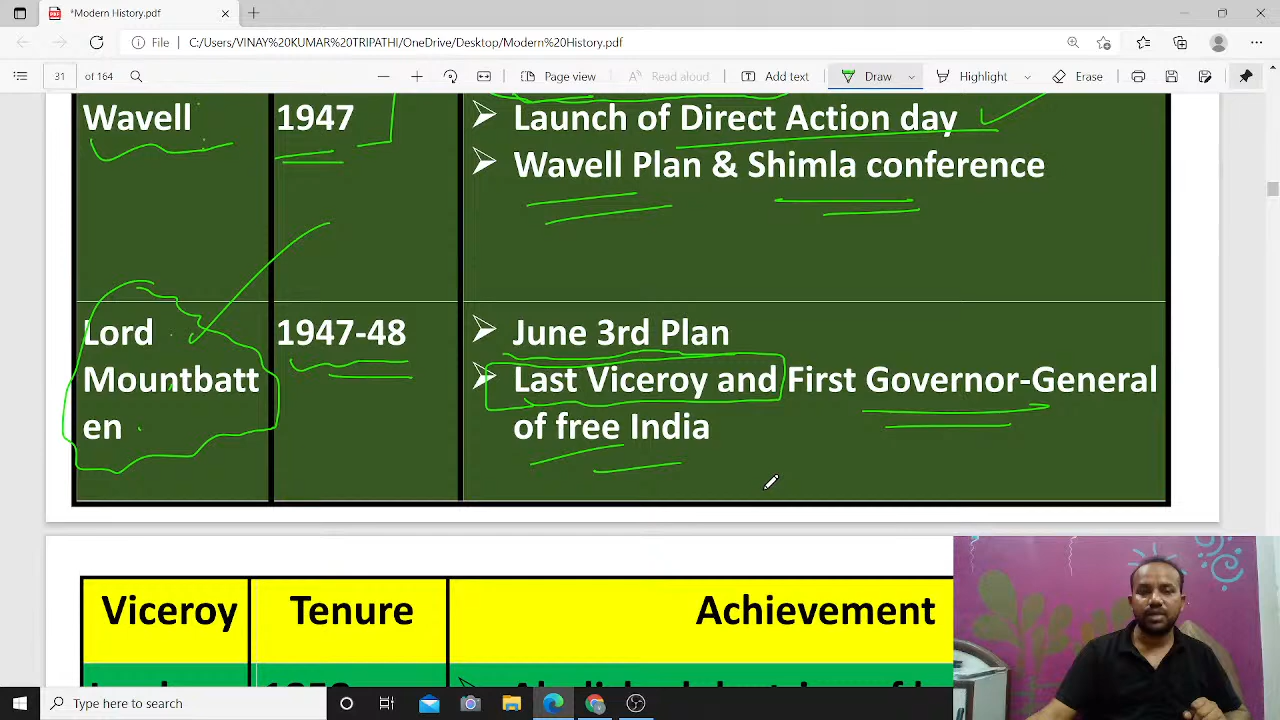 *Modern History.pdf
File
C:/Users/VINAY%20KUMAR%20TRIPATHI/OneDrive/Desktop/Modern%20History.pdf
31 of 164
Page view
Read aloud
Add text
Draw
Highlight
Erase
Wavell
1947
Launch of Direct Action day
Wavell Plan & Shimla conference
Lord
Mountbatt
en
1947-48
June 3rd Plan
Last Viceroy and First Governor-General
of free India
Viceroy
Tenure
Achievement
Type here to search